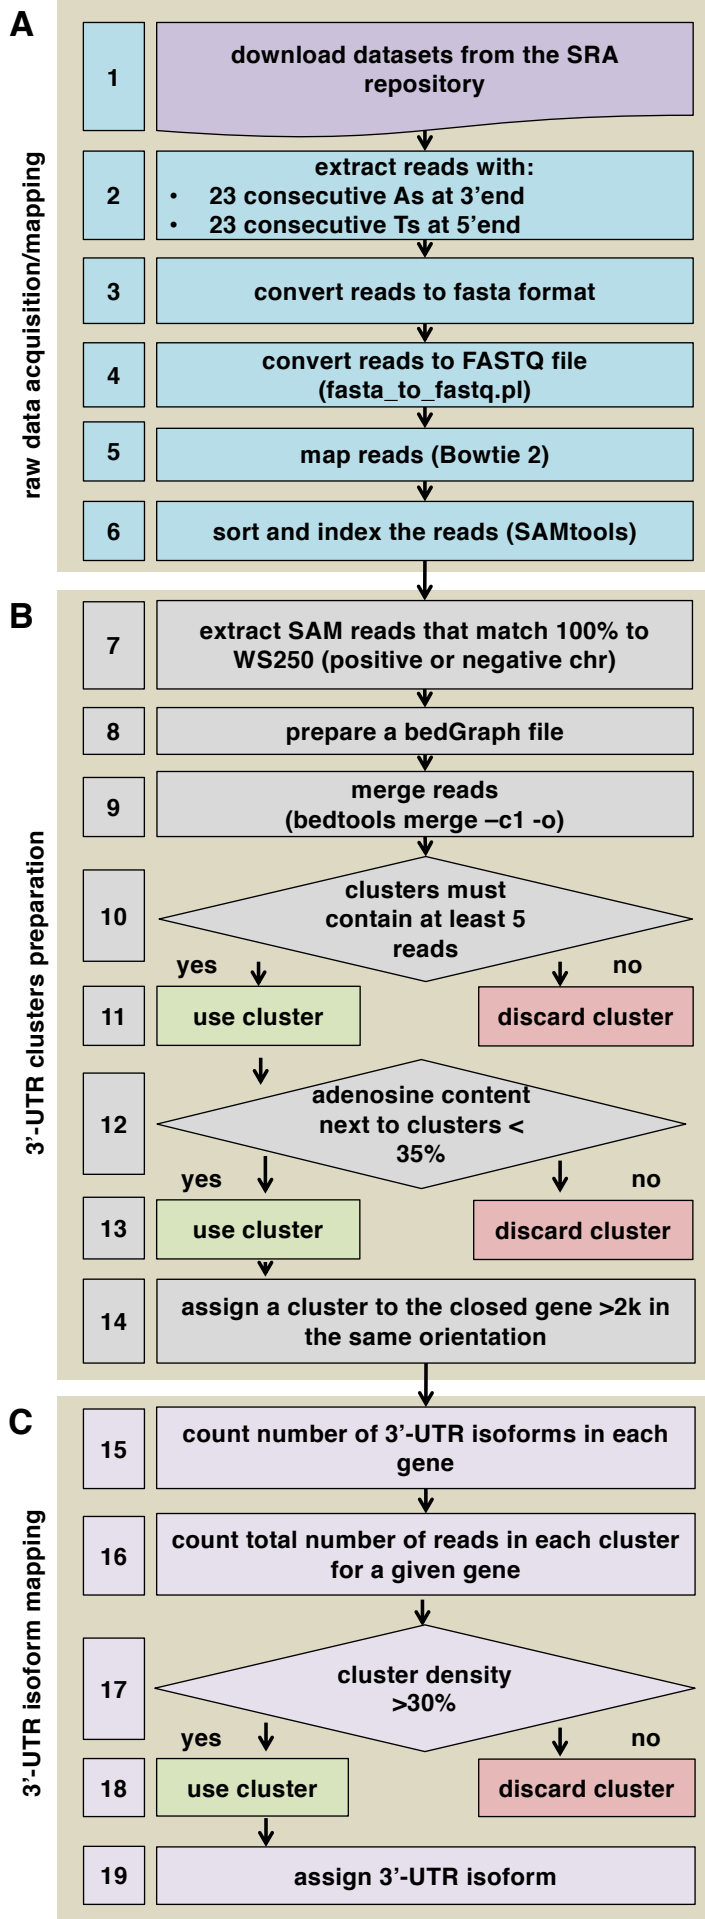 A
raw data acquisition/mapping
1
download datasets from the SRA
repository
2
extract reads with:
• 23 consecutive As at 3’end
• 23 consecutive Ts at 5’end
3
convert reads to fasta format
4
convert reads to FASTQ file
(fasta_to_fastq.pl)
5
map reads (Bowtie 2)
6
sort and index the reads (SAMtools)
B
3’-UTR clusters preparation
7
extract SAM reads that match 100% to
WS250 (positive or negative chr)
8
prepare a bedGraph file
9
merge reads
(bedtools merge –c1 -o)
10
clusters must
contain at least 5
reads
yes
no
11
use cluster
discard cluster
12
adenosine content
next to clusters <
35%
yes
no
13
use cluster
discard cluster
14
assign a cluster to the closed gene >2k in
the same orientation
C
3’-UTR isoform mapping
15
count number of 3’-UTR isoforms in each
gene
16
count total number of reads in each cluster
for a given gene
17
cluster density
>30%
yes
no
18
use cluster
discard cluster
19
assign 3’-UTR isoform